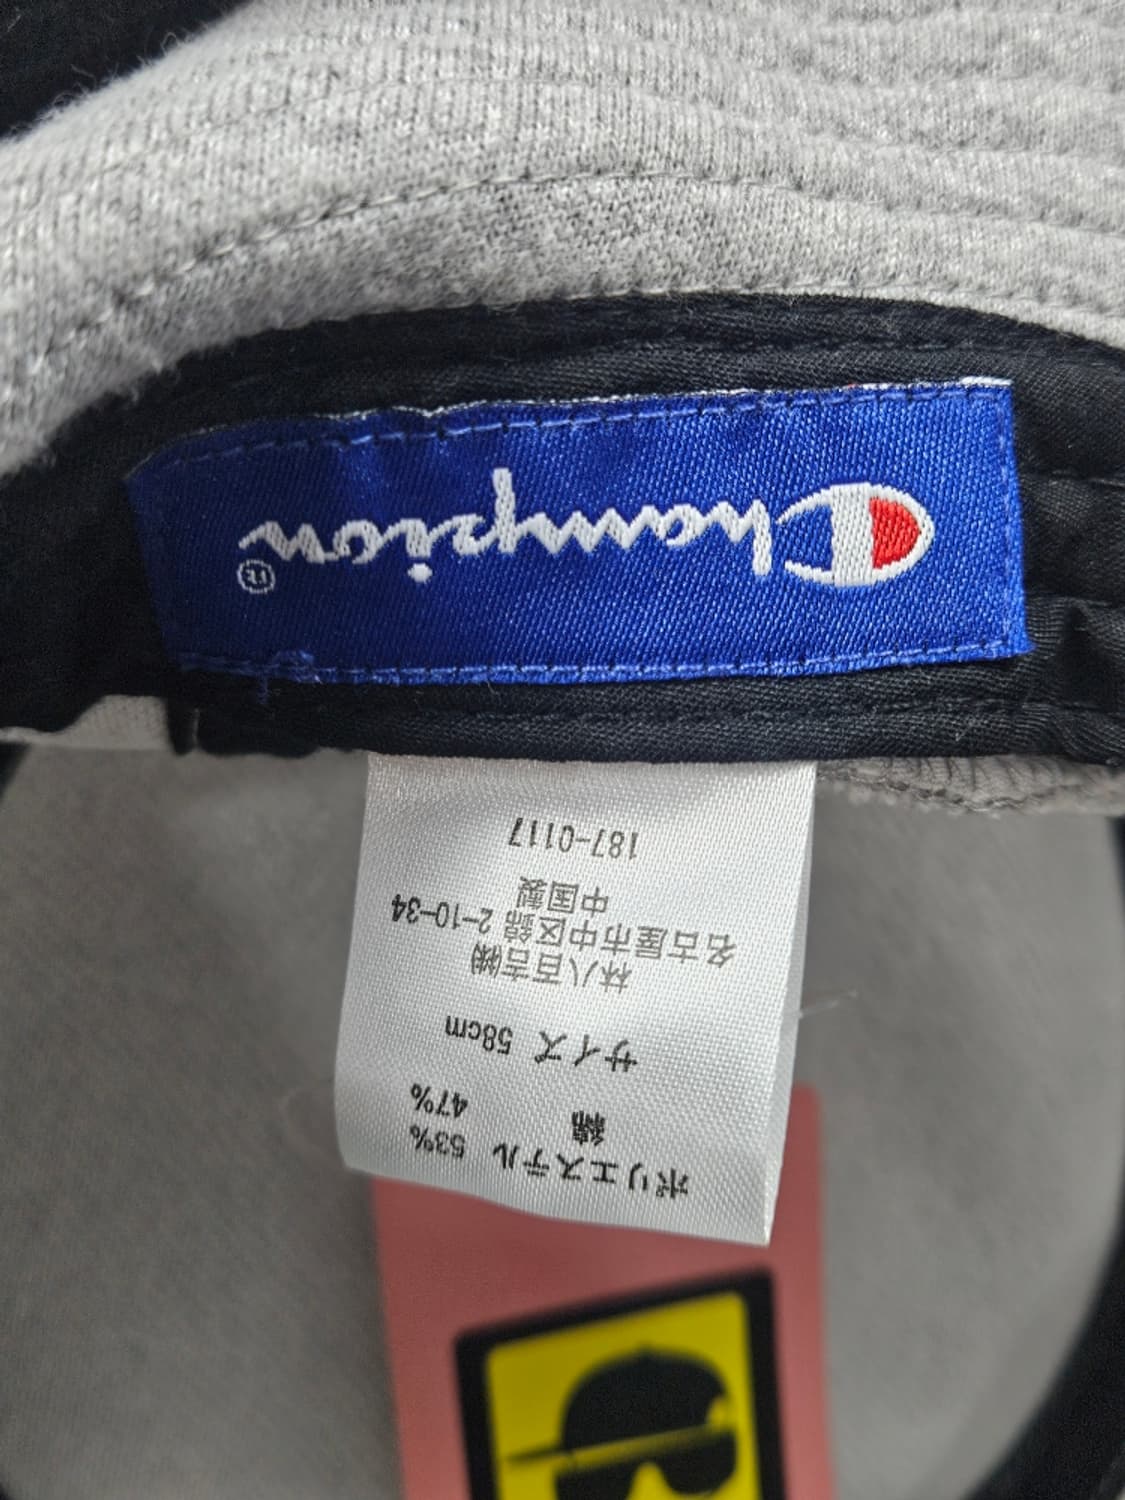 Champion
ポリエステル 53%
綿 47%
サイズ 58cm
林八百吉㈱
名古屋市中区錦 2-10-34
中国製
187-0117